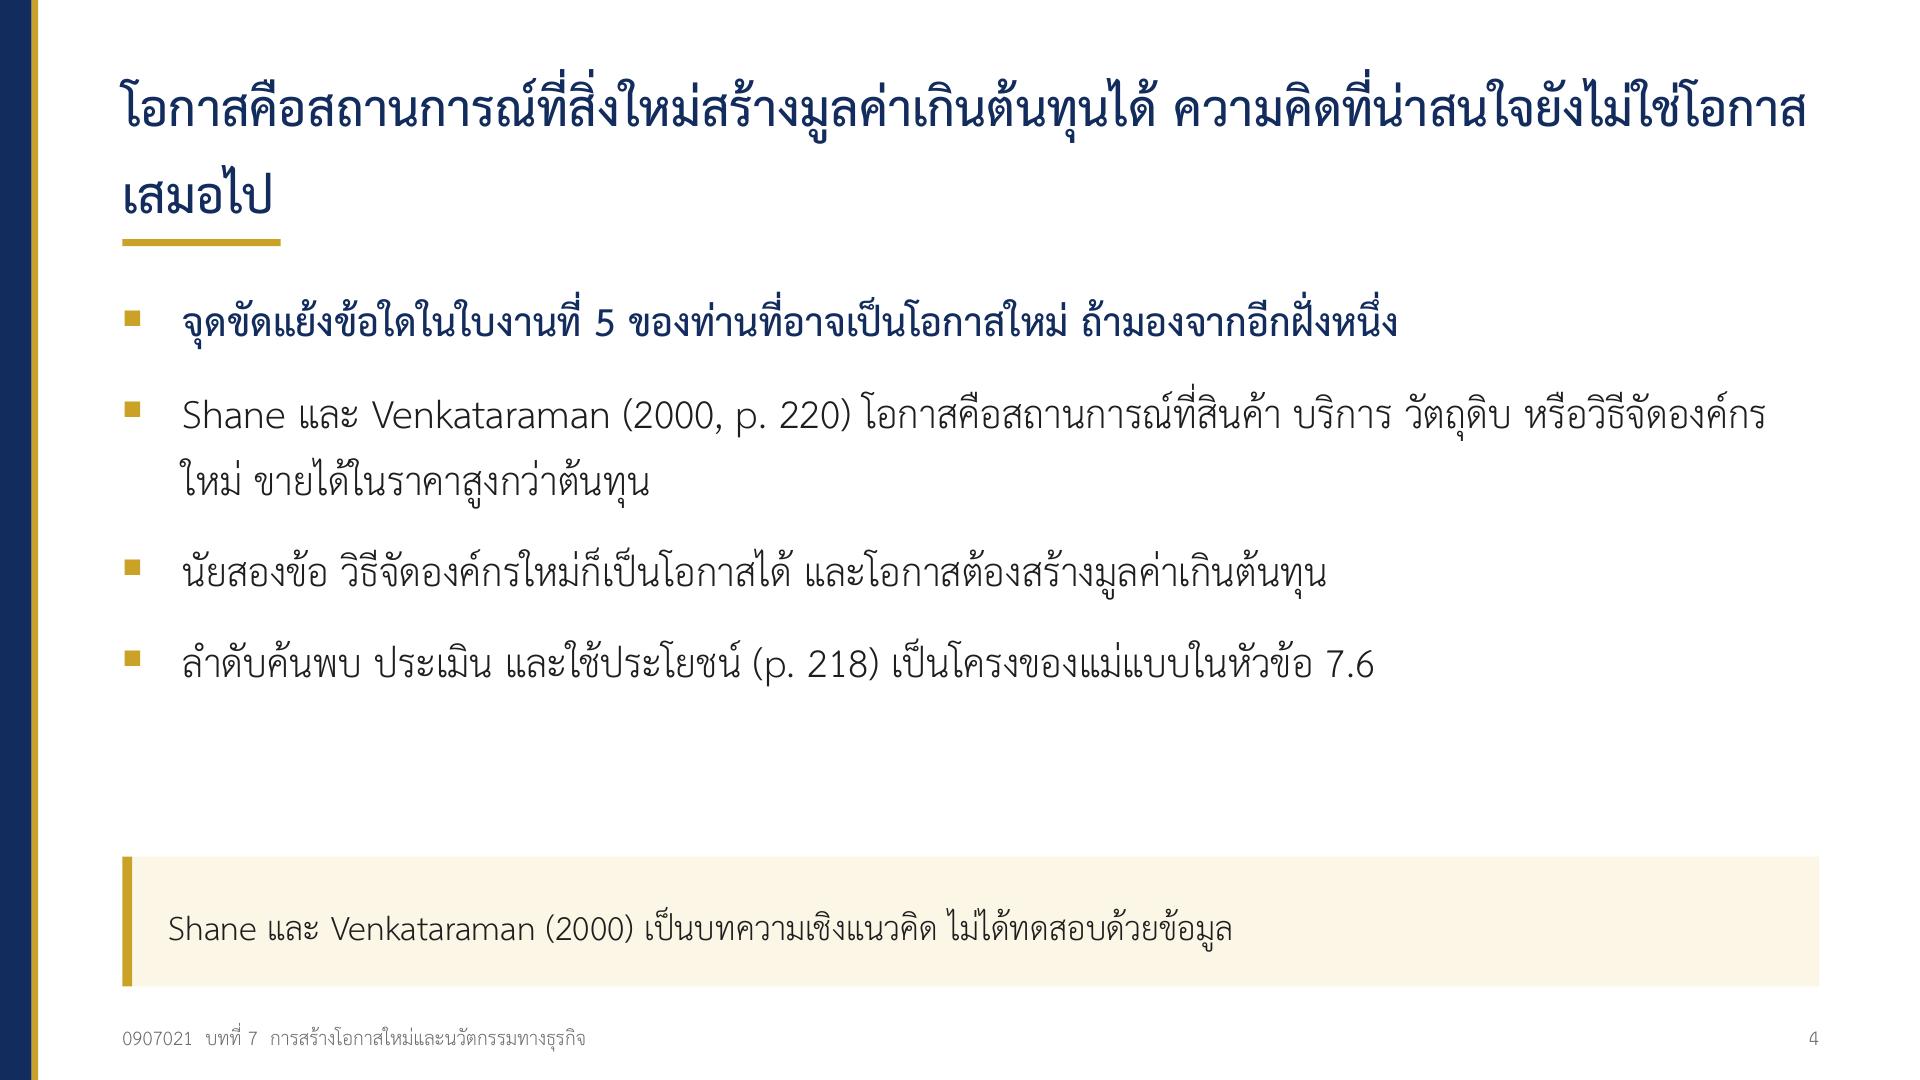 โอกาสคือสถานการณ์ที่สิ่งใหม่สร้างมูลค่าเกินต้นทุนได้ ความคิดที่น่าสนใจยังไม่ใช่โอกาส
เสมอไป
▪ จุดขัดแย้งข้อใดในใบงานที่ 5 ของท่านที่อาจเป็นโอกาสใหม่ ถ้ามองจากอีกฝั่งหนึ่ง
▪ Shane และ Venkataraman (2000, p. 220) โอกาสคือสถานการณ์ที่สินค้า บริการ วัตถุดิบ หรือวิธีจัดองค์กร
ใหม่ ขายได้ในราคาสูงกว่าต้นทุน
▪ นัยสองข้อ วิธีจัดองค์กรใหม่ก็เป็นโอกาสได้ และโอกาสต้องสร้างมูลค่าเกินต้นทุน
▪ ลำดับค้นพบ ประเมิน และใช้ประโยชน์ (p. 218) เป็นโครงของแม่แบบในหัวข้อ 7.6
Shane และ Venkataraman (2000) เป็นบทความเชิงแนวคิด ไม่ได้ทดสอบด้วยข้อมูล
0907021 บทที่ 7 การสร้างโอกาสใหม่และนวัตกรรมทางธุรกิจ
4